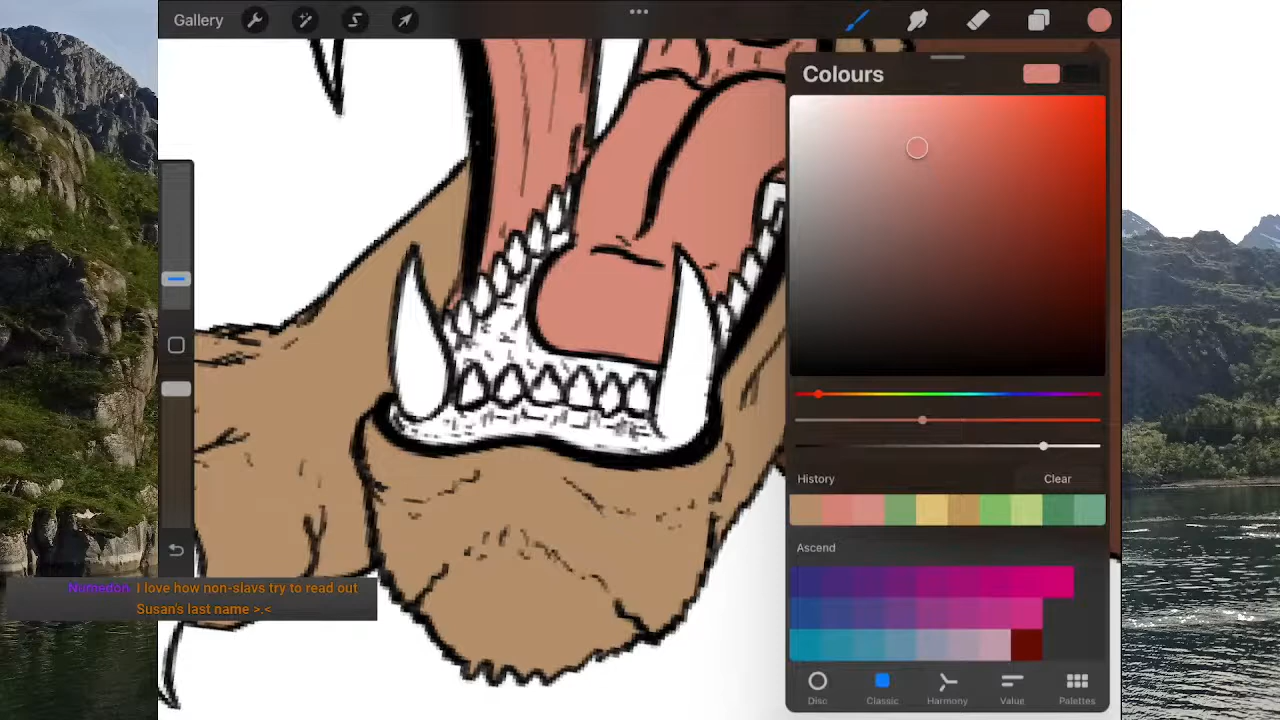 Gallery
Colours
History
Clear
Ascend
Numedon I love how non-slavs try to read out
Susan's last name >.<
Disc
Classic
Harmony
Value
Palettes